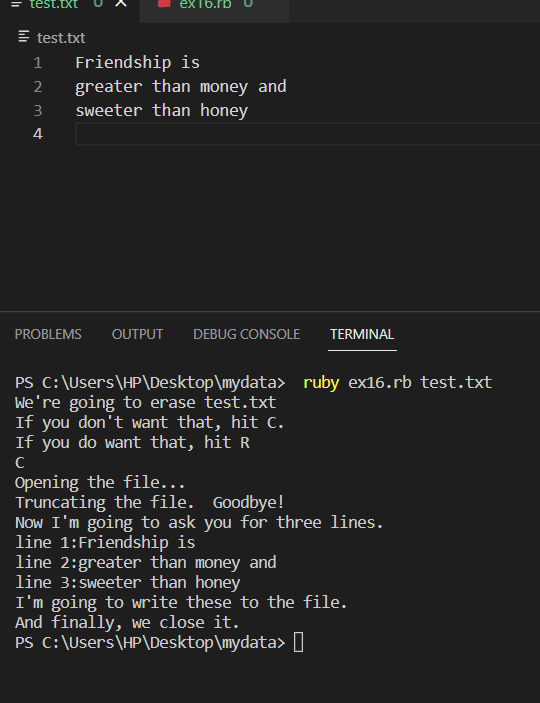 test.txt U ex16.rb U
test.txt
1 Friendship is
2 greater than money and
3 sweeter than honey
4
PROBLEMS OUTPUT DEBUG CONSOLE TERMINAL
PS C:\Users\HP\Desktop\mydata> ruby ex16.rb test.txt
We're going to erase test.txt
If you don't want that, hit C.
If you do want that, hit R
C
Opening the file...
Truncating the file.  Goodbye!
Now I'm going to ask you for three lines.
line 1:Friendship is
line 2:greater than money and
line 3:sweeter than honey
I'm going to write these to the file.
And finally, we close it.
PS C:\Users\HP\Desktop\mydata>